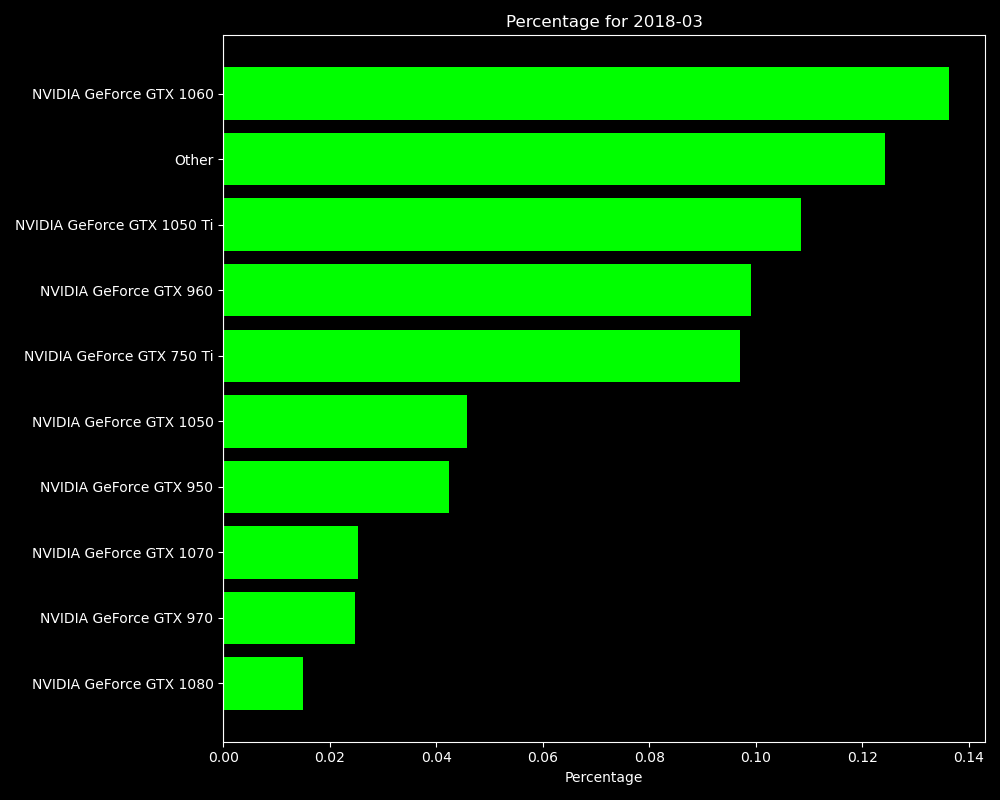 Percentage for 2018-03
NVIDIA GeForce GTX 1060
Other
NVIDIA GeForce GTX 1050 Ti
NVIDIA GeForce GTX 960
NVIDIA GeForce GTX 750 Ti
NVIDIA GeForce GTX 1050
NVIDIA GeForce GTX 950
NVIDIA GeForce GTX 1070
NVIDIA GeForce GTX 970
NVIDIA GeForce GTX 1080
0.00 0.02 0.04 0.06 0.08 0.10 0.12 0.14
Percentage